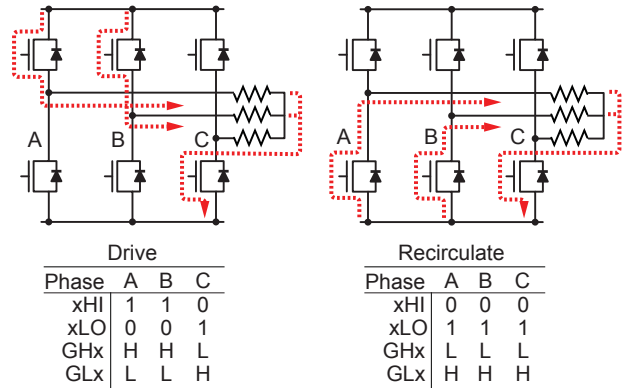 A B C
A B C
Drive
Phase A B C
xHI 1 1 0
xLO 0 0 1
GHx H H L
GLx L L H
Recirculate
Phase A B C
xHI 0 0 0
xLO 1 1 1
GHx L L L
GLx H H H